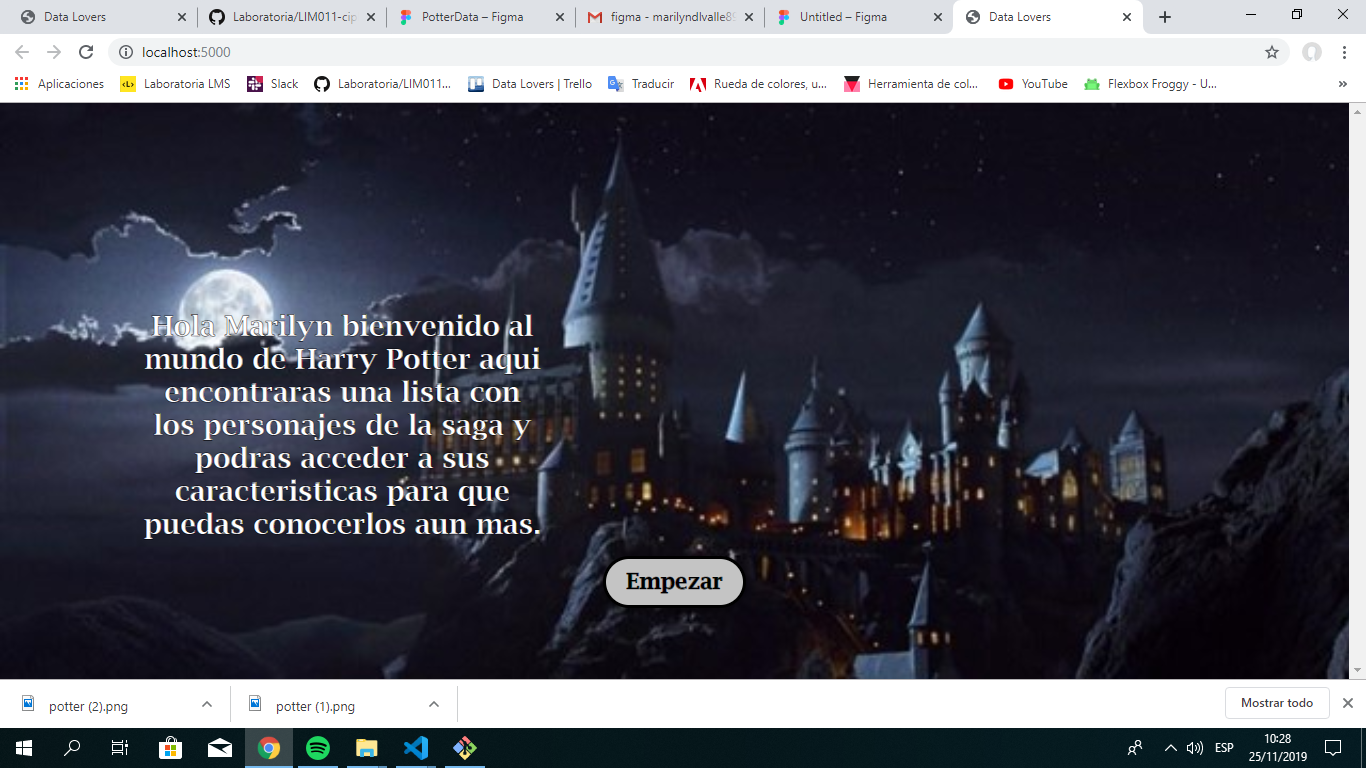 Data Lovers
Laboratoria/LIM011-cip
PotterData – Figma
figma - marilyndlvalle89
Untitled – Figma
Data Lovers
localhost:5000
Aplicaciones
Laboratoria LMS
Slack
Laboratoria/LIM011...
Data Lovers | Trello
Traducir
Rueda de colores, u...
Herramienta de col...
YouTube
Flexbox Froggy - U...
»
Hola Marilyn bienvenido al
mundo de Harry Potter aqui
encontraras una lista con
los personajes de la saga y
podras acceder a sus
caracteristicas para que
puedas conocerlos aun mas.
Empezar
potter (2).png
potter (1).png
Mostrar todo
ESP
10:28
25/11/2019